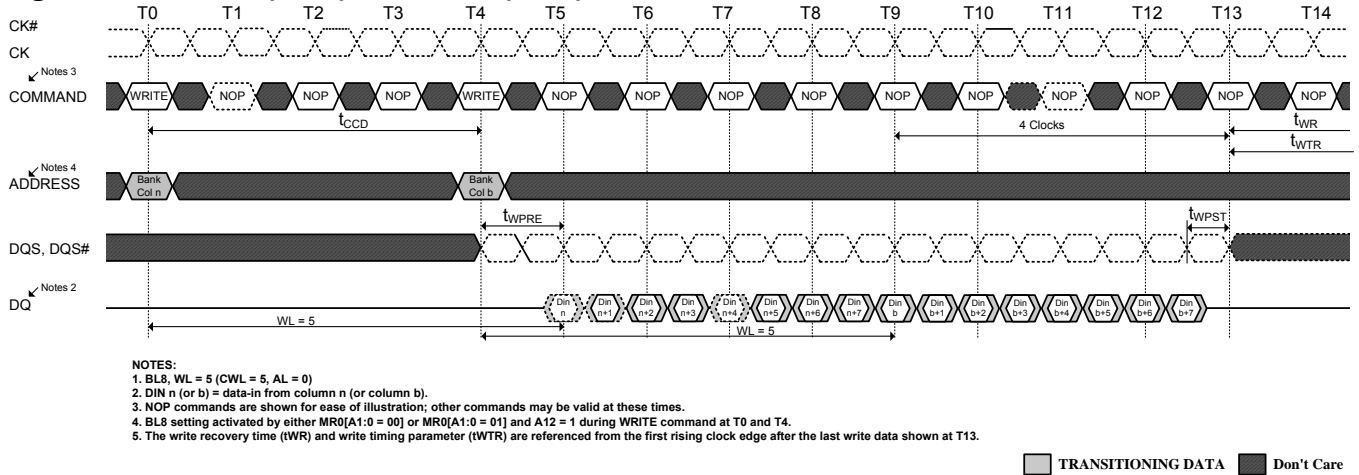 T0 T1 T2 T3 T4 T5 T6 T7 T8 T9 T10 T11 T12 T13 T14
CK#
CK
Notes 3
COMMAND
WRITE NOP NOP NOP WRITE NOP NOP NOP NOP NOP NOP NOP NOP NOP NOP
tCCD
4 Clocks
tWR
tWTR
Notes 4
ADDRESS
Bank Bank
Col n Col b
tWPRE
tWPST
DQS, DQS#
Notes 2
DQ
Din Din Din Din Din Din Din Din Din Din Din Din Din Din Din Din
n n+1 n+2 n+3 n+4 n+5 n+6 n+7 b b+1 b+2 b+3 b+4 b+5 b+6 b+7
WL = 5
WL = 5
NOTES:
1. BL8, WL = 5 (CWL = 5, AL = 0)
2. DIN n (or b) = data-in from column n (or column b).
3. NOP commands are shown for ease of illustration; other commands may be valid at these times.
4. BL8 setting activated by either MR0[A1:0 = 00] or MR0[A1:0 = 01] and A12 = 1 during WRITE command at T0 and T4.
5. The write recovery time (tWR) and write timing parameter (tWTR) are referenced from the first rising clock edge after the last write data shown at T13.
TRANSITIONING DATA Don't Care